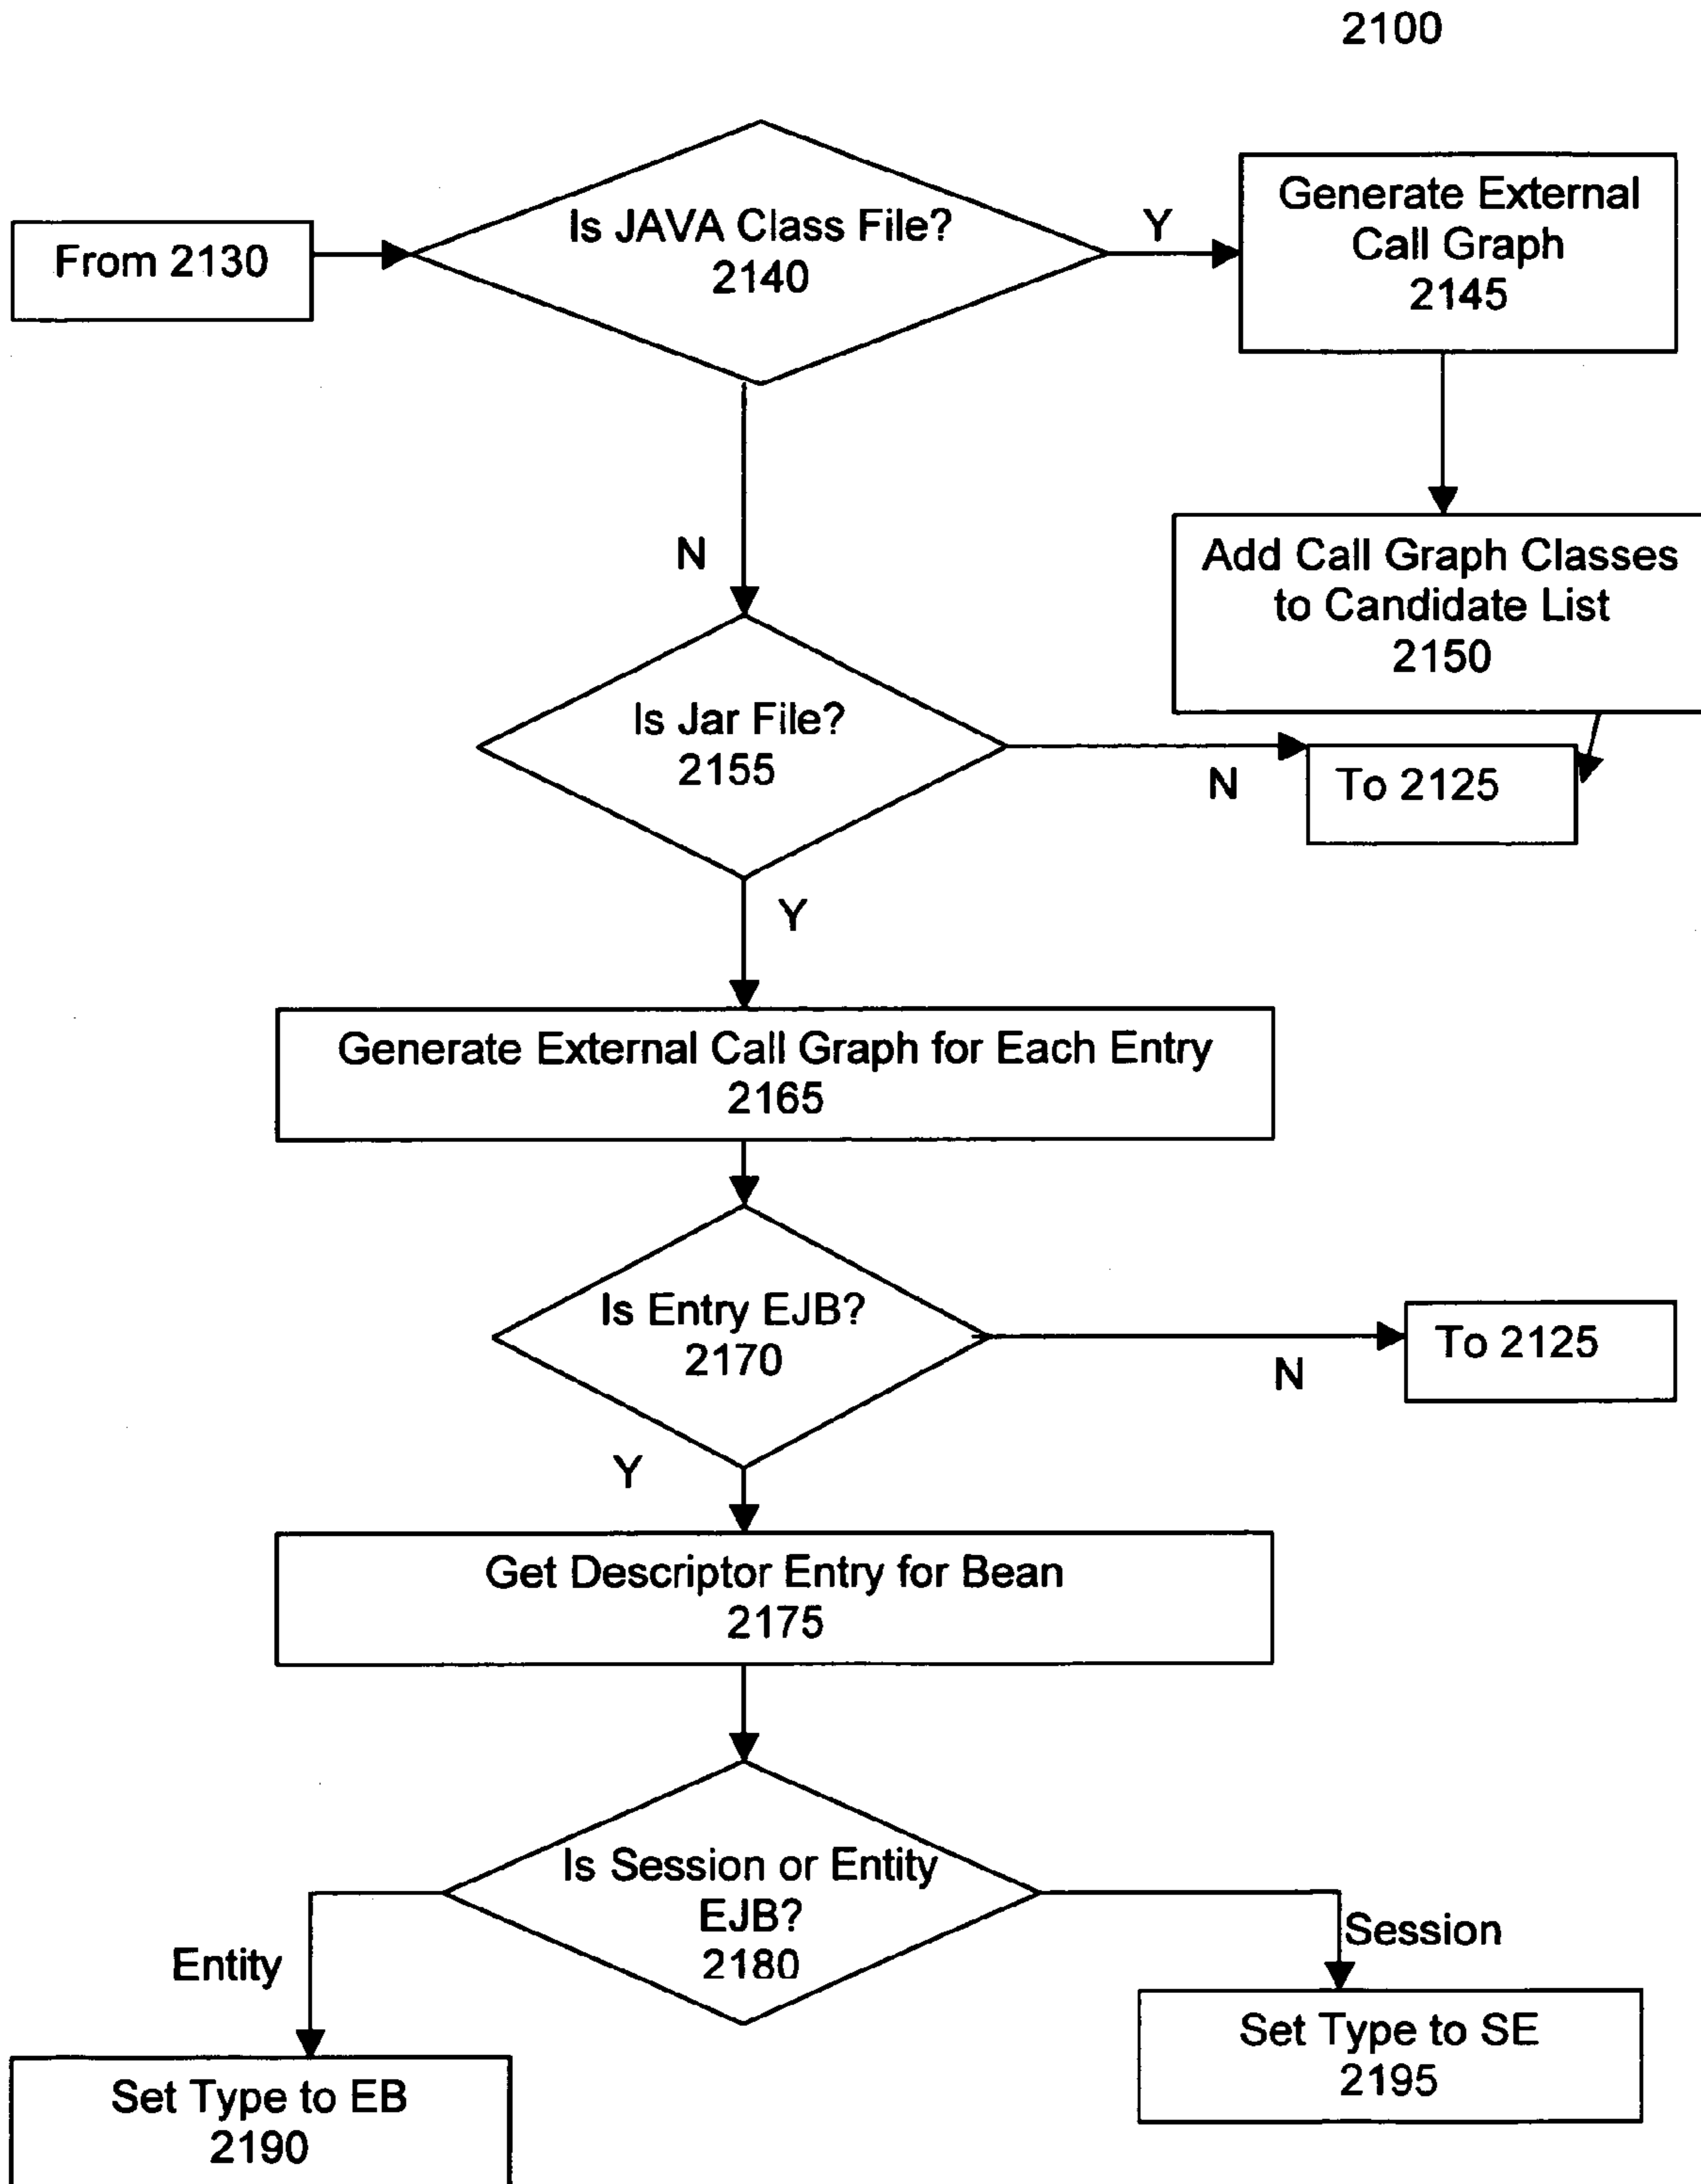 2100
From 2130
Is JAVA Class File?
2140
Y
Generate External
Call Graph
2145
N
Add Call Graph Classes
to Candidate List
2150
Is Jar File?
2155
N
To 2125
Y
Generate External Call Graph for Each Entry
2165
Is Entry EJB?
2170
N
To 2125
Y
Get Descriptor Entry for Bean
2175
Is Session or Entity
EJB?
2180
Entity
Session
Set Type to SE
2195
Set Type to EB
2190